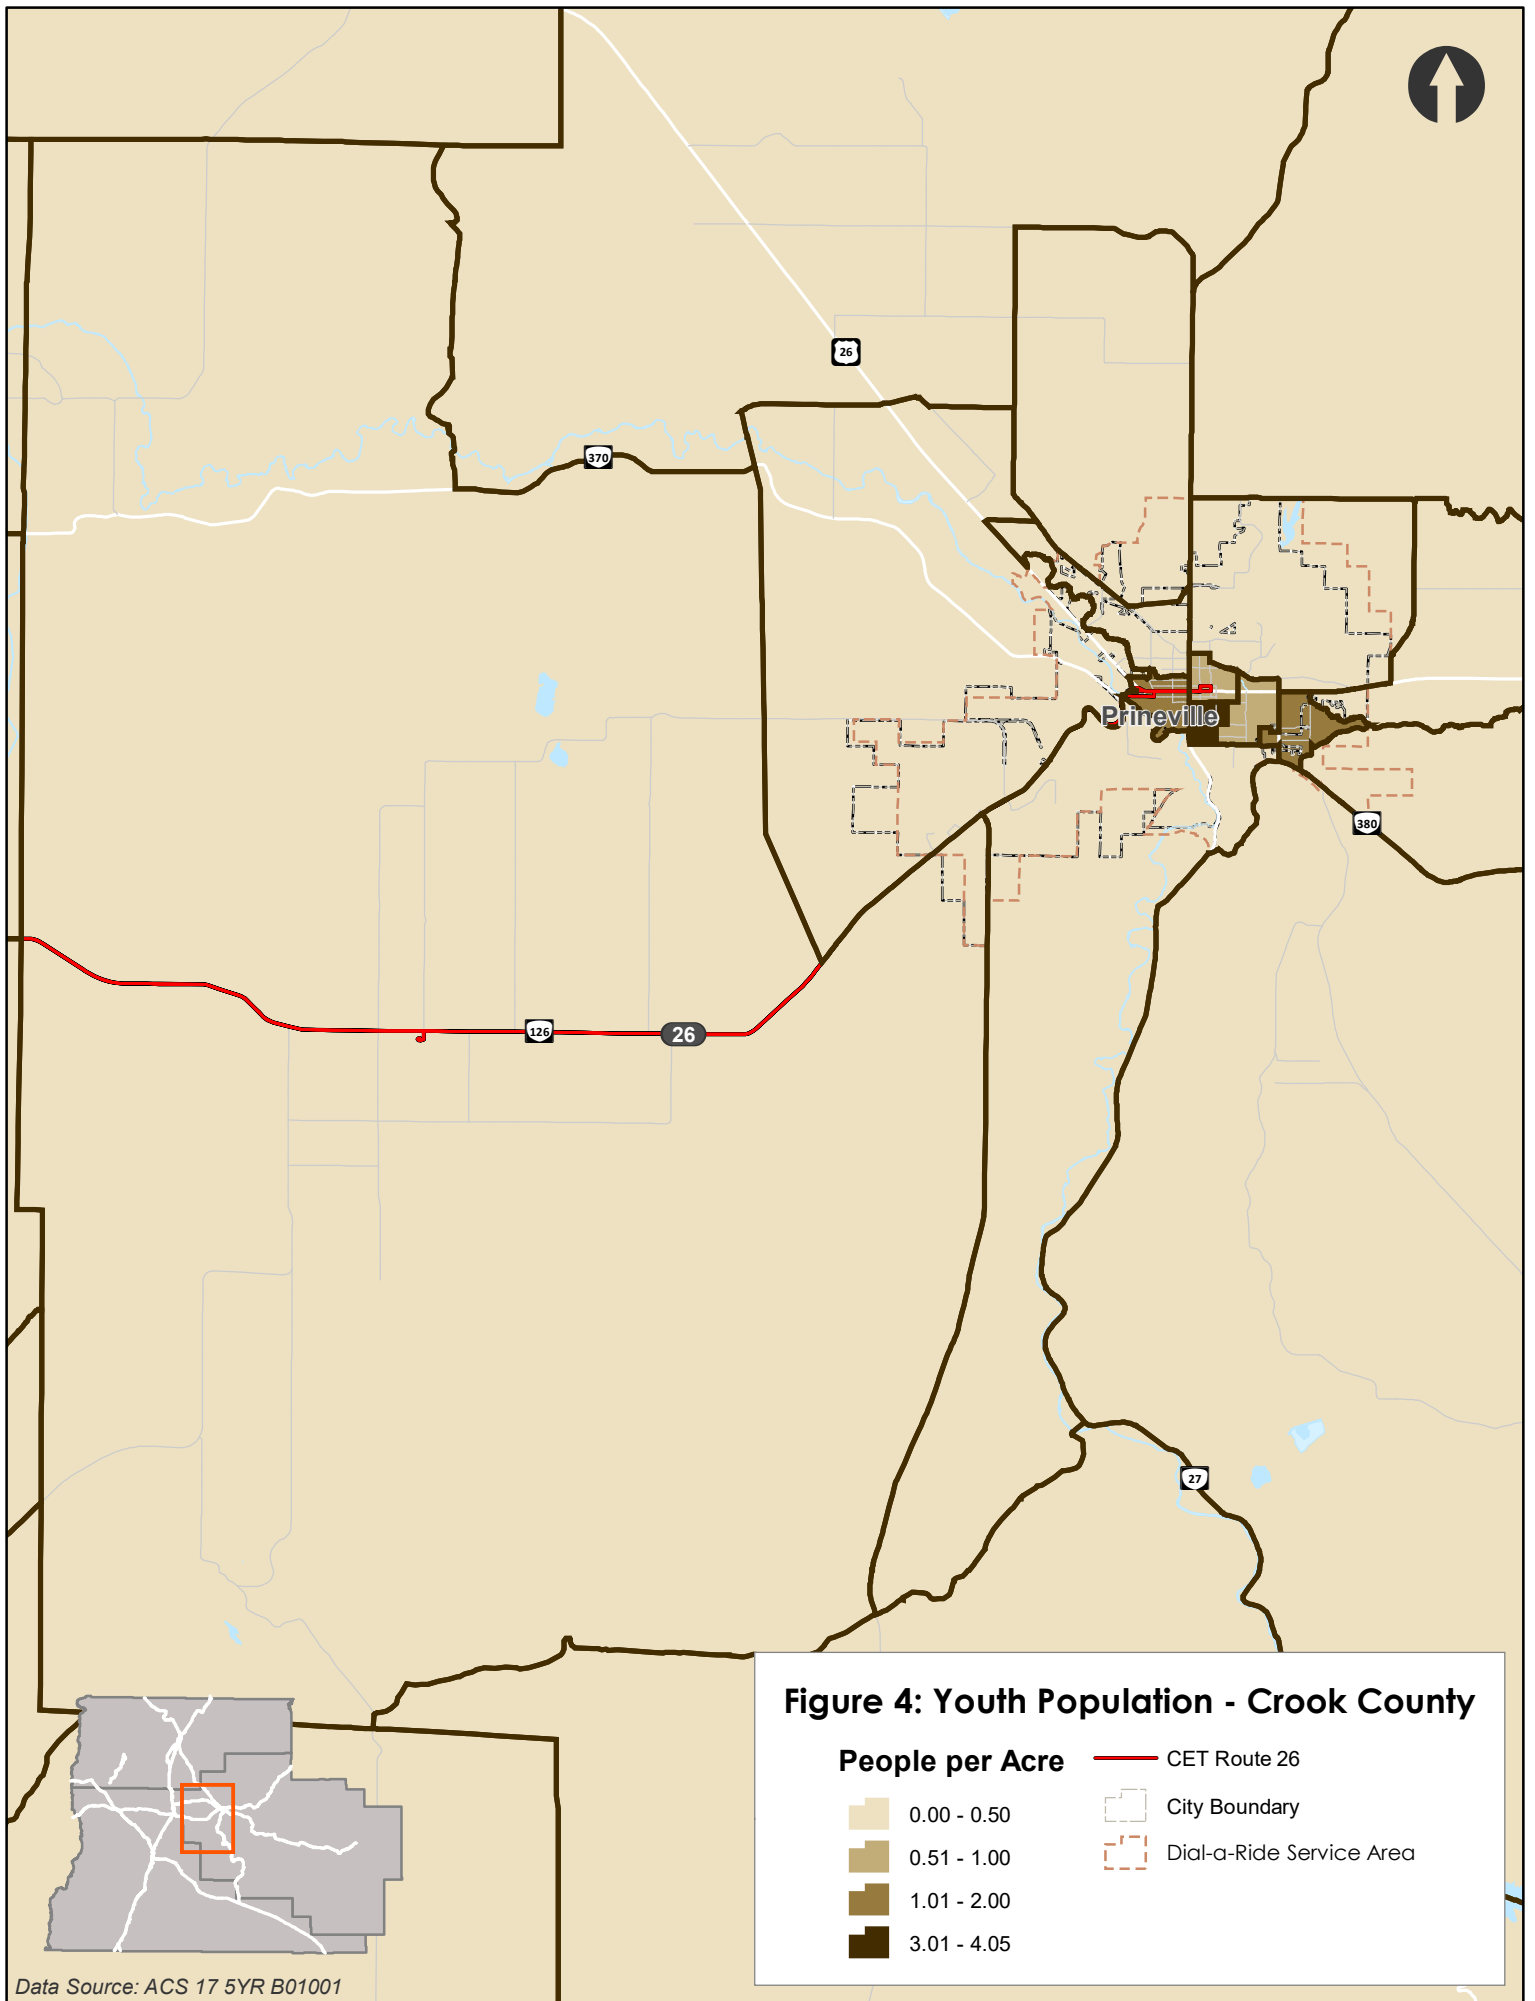 26
370
Prineville
380
126
26
27
Figure 4: Youth Population - Crook County
People per Acre
0.00 - 0.50
0.51 - 1.00
1.01 - 2.00
3.01 - 4.05
CET Route 26
City Boundary
Dial-a-Ride Service Area
Data Source: ACS 17 5YR B01001